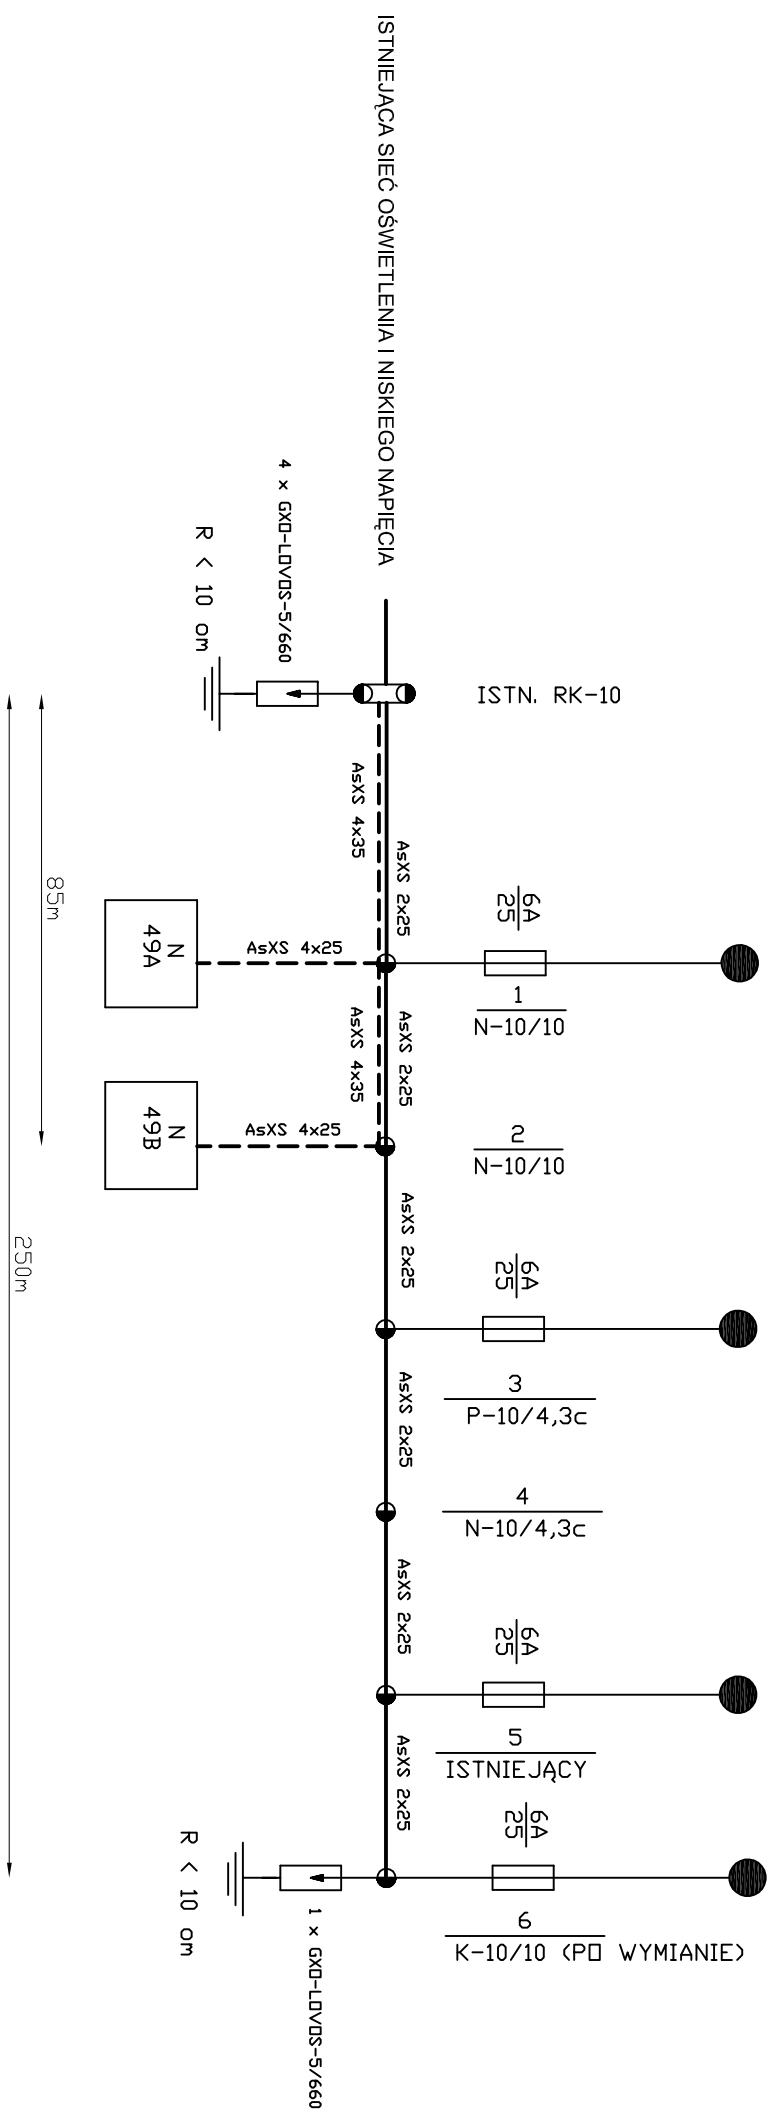 ISTNIEJĄCA SIEĆ OŚWIETLENIA I NISKIEGO NAPIĘCIA
4 x GXO-LOVOS-5/660
R < 10 om
ISTN. RK-10
AsXS 4x35
AsXS 2x25
6A
25
1
N-10/10
AsXS 4x25
N
49A
85m
AsXS 4x35
AsXS 2x25
2
N-10/10
AsXS 4x25
N
49B
AsXS 2x25
250m
6A
25
3
P-10/4,3c
AsXS 2x25
4
N-10/4,3c
AsXS 2x25
6A
25
5
ISTNIEJĄCY
AsXS 2x25
6A
25
6
K-10/10 (PO WYMIANIE)
R < 10 om
1 x GXO-LOVOS-5/660